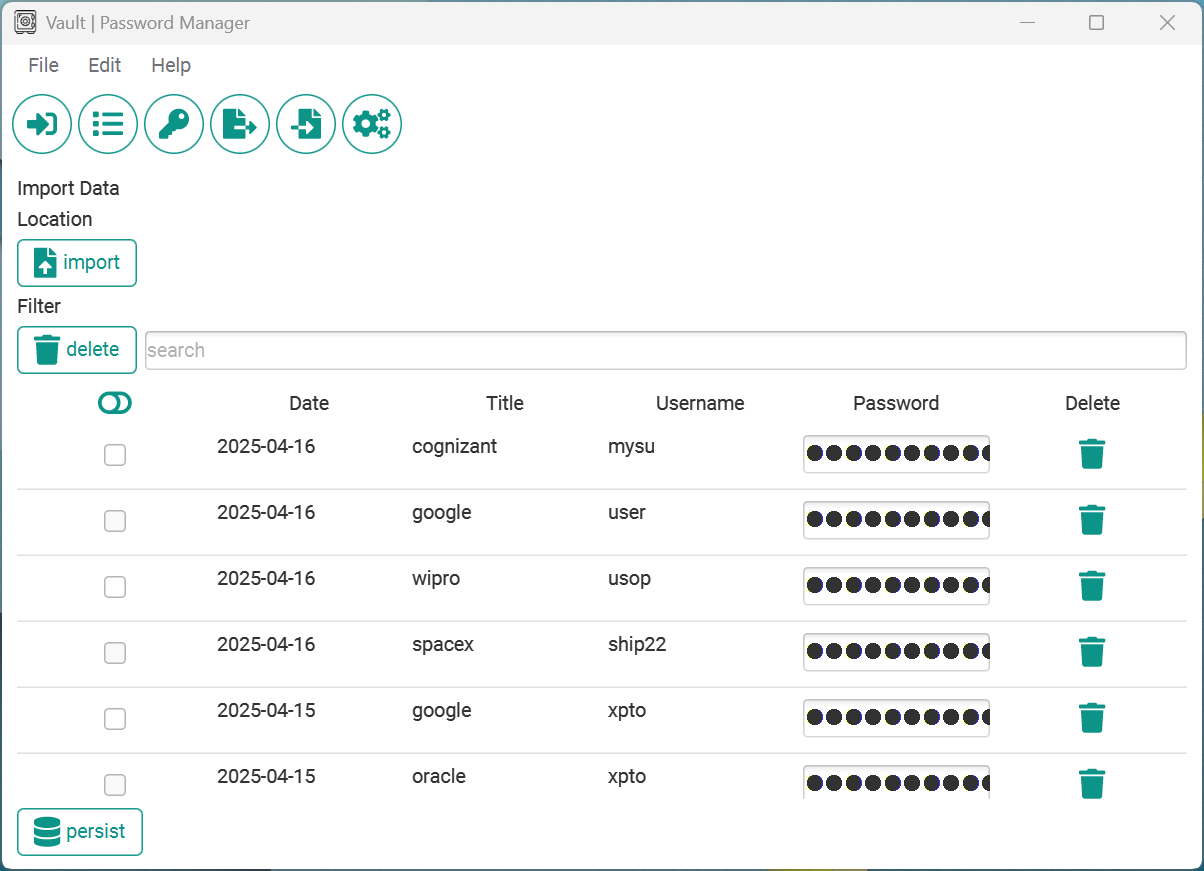 Vault | Password Manager
File Edit Help
Import Data
Location
import
Filter
delete search
Date Title Username Password Delete
2025-04-16 cognizant mysu
2025-04-16 google user
2025-04-16 wipro usop
2025-04-16 spacex ship22
2025-04-15 google xpto
2025-04-15 oracle xpto
persist